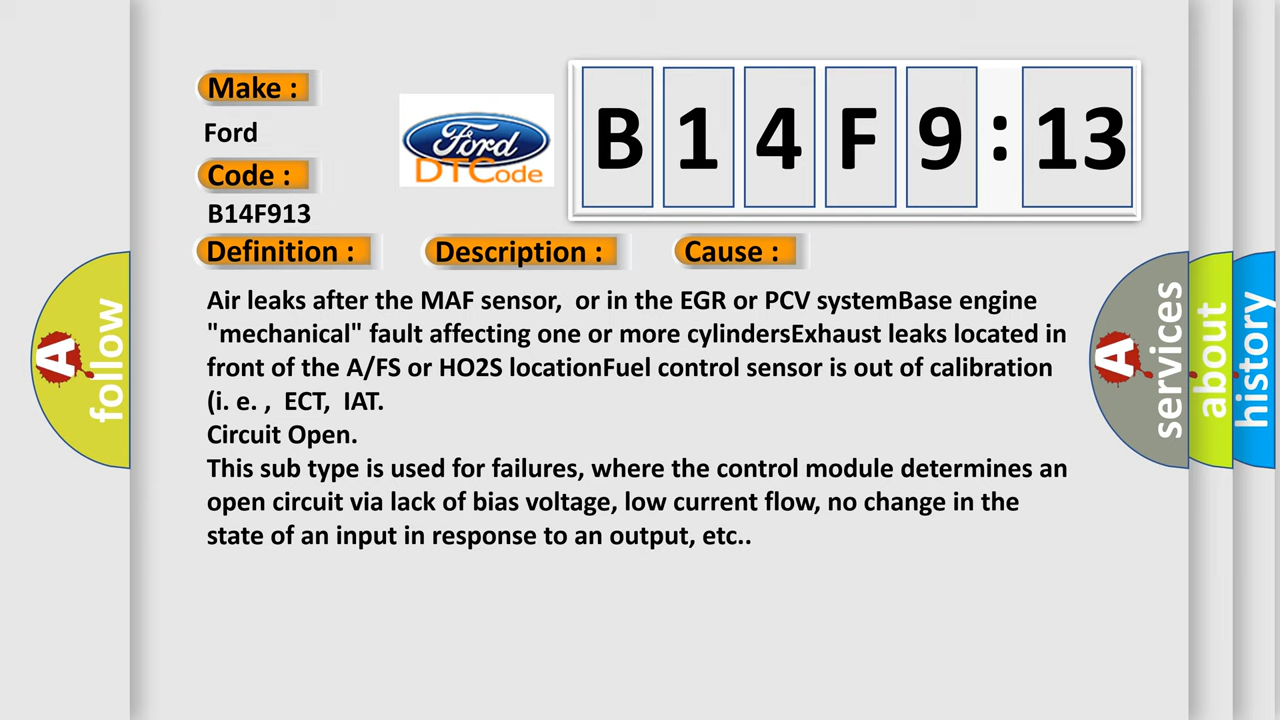 Make :
Ford
Code :
B14F913
Ford
DTCode
B 1 4 F 9 : 13
Definition :
Description :
Cause :
Air leaks after the MAF sensor,  or in the EGR or PCV systemBase engine
"mechanical" fault affecting one or more cylindersExhaust leaks located in
front of the A/FS or HO2S locationFuel control sensor is out of calibration
(i. e. ,  ECT,  IAT.
Circuit Open.
This sub type is used for failures, where the control module determines an
open circuit via lack of bias voltage, low current flow, no change in the
state of an input in response to an output, etc..
A
follow
A
services
about
history